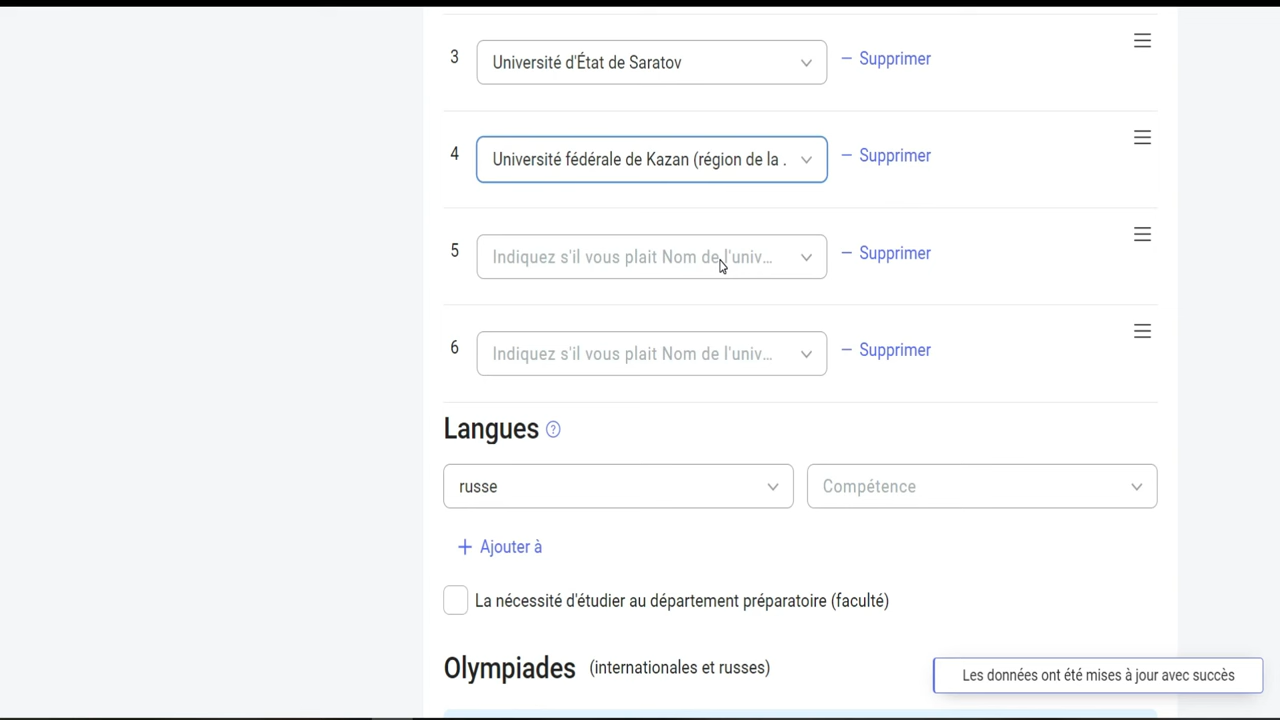 3 Université d'État de Saratov — Supprimer
4 Université fédérale de Kazan (région de la . — Supprimer
5 Indiquez s'il vous plait Nom de l'univ... — Supprimer
6 Indiquez s'il vous plait Nom de l'univ... — Supprimer
Langues ?
russe Compétence
+ Ajouter à
La nécessité d'étudier au département préparatoire (faculté)
Olympiades (internationales et russes)
Les données ont été mises à jour avec succès